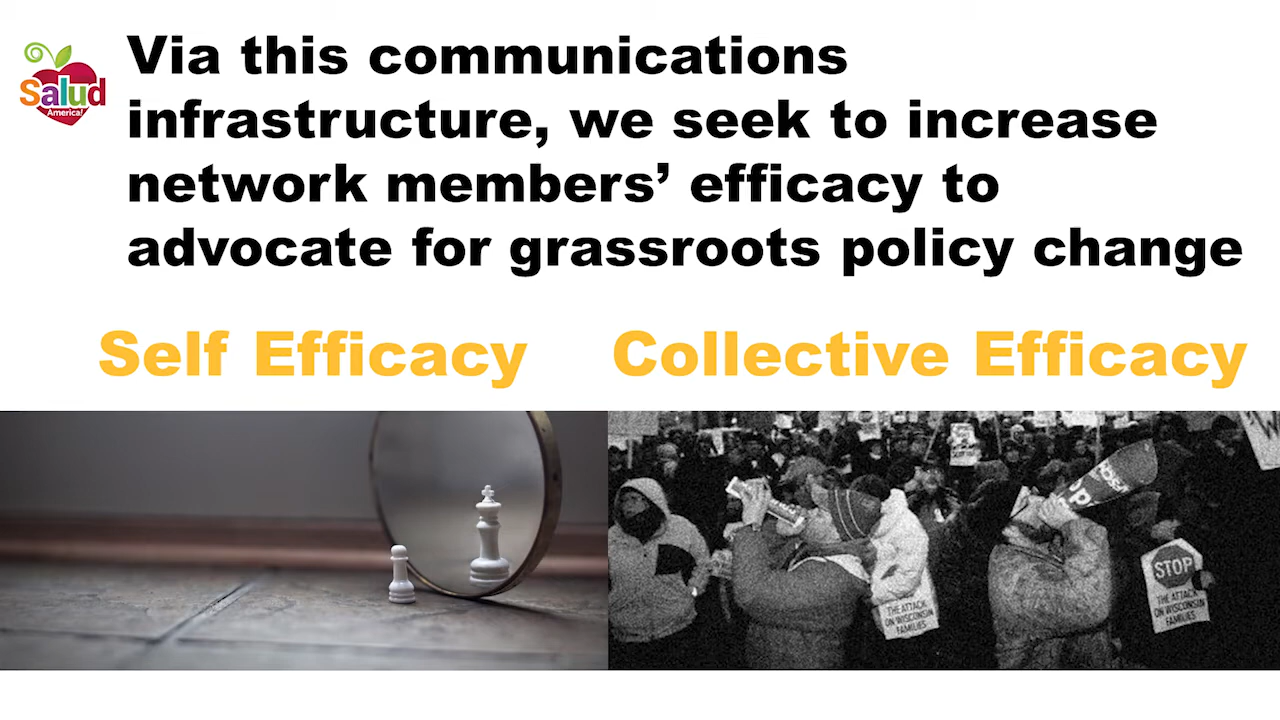 Salud
America!
Via this communications
infrastructure, we seek to increase
network members’ efficacy to
advocate for grassroots policy change
Self Efficacy
Collective Efficacy
THE ATTACK
ON WISCONSIN
FAMILIES
STOP
THE ATTACK
ON WISCONSIN
FAMILIES